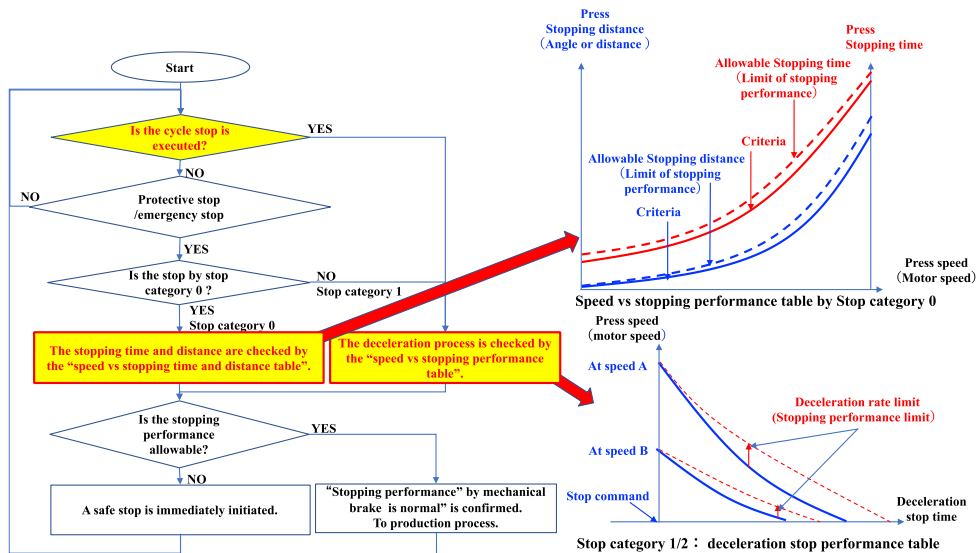 Start
Is the cycle stop is
executed?
YES
NO
NO
Protective stop
/emergency stop
YES
Is the stop by stop
category 0 ?
NO
Stop category 1
YES
Stop category 0
The stopping time and distance are checked by
the “speed vs stopping time and distance table”.
The deceleration process is checked by
the “speed vs stopping performance
table”.
Is the stopping
performance
allowable?
YES
NO
A safe stop is immediately initiated.
“Stopping performance” by mechanical
brake is normal” is confirmed.
To production process.
Press
Stopping distance
（Angle or distance ）
Press
Stopping time
Allowable Stopping time
（Limit of stopping
performance）
Criteria
Allowable Stopping distance
（Limit of stopping
performance）
Criteria
Press speed
（Motor speed）
Speed vs stopping performance table by Stop category 0
Press speed
(motor speed）
At speed A
Deceleration rate limit
(Stopping performance limit）
At speed B
Stop command
Deceleration
stop time
Stop category 1/2： deceleration stop performance table